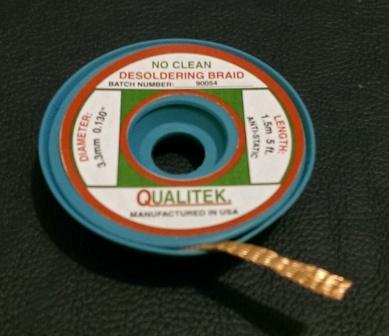 NO CLEAN
DESOLDERING BRAID
BATCH NUMBER: 90054
DIAMETER:
3.3mm 0.130"
LENGTH:
1.5m 5 ft.
ANTI-STATIC
QUALITEK®
MANUFACTURED IN USA